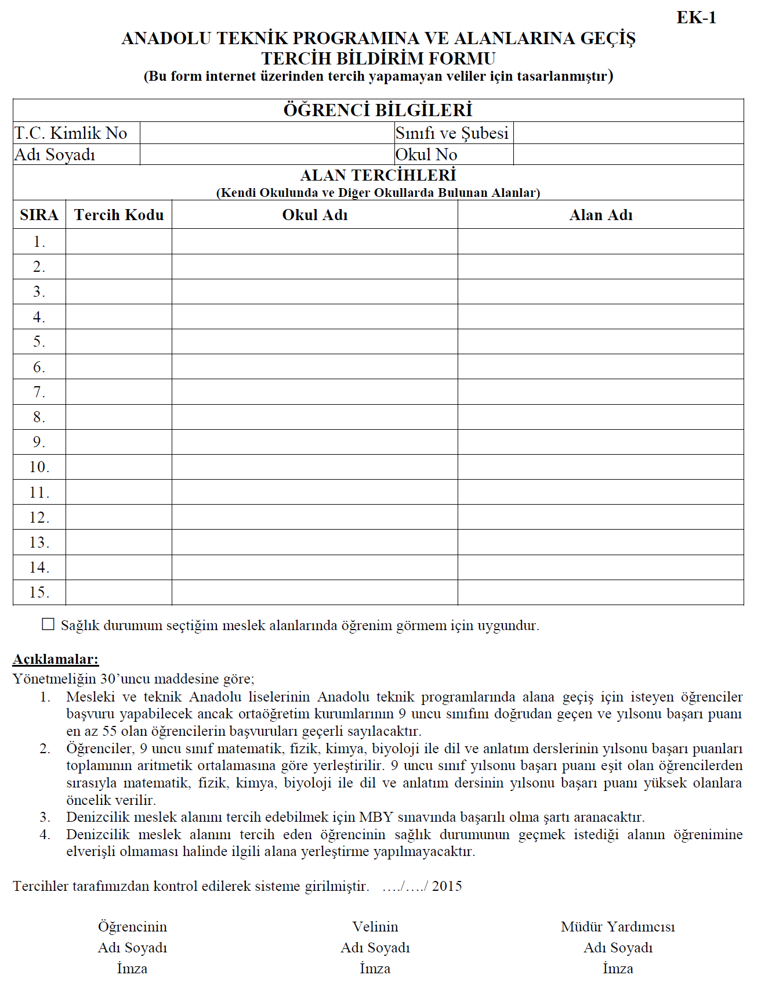 EK-1
ANADOLU TEKNİK PROGRAMINA VE ALANLARINA GEÇİŞ
TERCİH BİLDİRİM FORMU
(Bu form internet üzerinden tercih yapamayan veliler için tasarlanmıştır)
ÖĞRENCİ BİLGİLERİ
T.C. Kimlik No Sınıfı ve Şubesi
Adı Soyadı Okul No
ALAN TERCİHLERİ
(Kendi Okulunda ve Diğer Okullarda Bulunan Alanlar)
SIRA Tercih Kodu Okul Adı Alan Adı
1.
2.
3.
4.
5.
6.
7.
8.
9.
10.
11.
12.
13.
14.
15.
☐ Sağlık durumum seçtiğim meslek alanlarında öğrenim görmem için uygundur.
Açıklamalar:
Yönetmeliğin 30’uncu maddesine göre;
1. Mesleki ve teknik Anadolu liselerinin Anadolu teknik programlarında alana geçiş için isteyen öğrenciler
başvuru yapabilecek ancak ortaöğretim kurumlarının 9 uncu sınıfını doğrudan geçen ve yılsonu başarı puanı
en az 55 olan öğrencilerin başvuruları geçerli sayılacaktır.
2. Öğrenciler, 9 uncu sınıf matematik, fizik, kimya, biyoloji ile dil ve anlatım derslerinin yılsonu başarı puanları
toplamının aritmetik ortalamasına göre yerleştirilir. 9 uncu sınıf yılsonu başarı puanı eşit olan öğrencilerden
sırasıyla matematik, fizik, kimya, biyoloji ile dil ve anlatım dersinin yılsonu başarı puanı yüksek olanlara
öncelik verilir.
3. Denizcilik meslek alanını tercih edebilmek için MBY sınavında başarılı olma şartı aranacaktır.
4. Denizcilik meslek alanını tercih eden öğrencinin sağlık durumunun geçmek istediği alanın öğrenimine
elverişli olmaması halinde ilgili alana yerleştirme yapılmayacaktır.
Tercihler tarafımızdan kontrol edilerek sisteme girilmiştir. …./…./ 2015
Öğrencinin Velinin Müdür Yardımcısı
Adı Soyadı Adı Soyadı Adı Soyadı
İmza İmza İmza